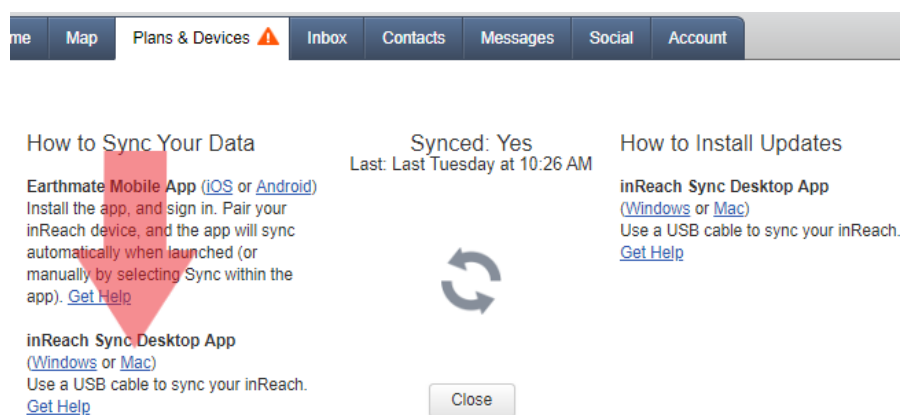 me Map Plans & Devices Inbox Contacts Messages Social Account
How to Sync Your Data
Earthmate Mobile App (iOS or Android)
Install the app, and sign in. Pair your
inReach device, and the app will sync
automatically when launched (or
manually by selecting Sync within the
app). Get Help
inReach Sync Desktop App
(Windows or Mac)
Use a USB cable to sync your inReach.
Get Help
Synced: Yes
Last: Last Tuesday at 10:26 AM
Close
How to Install Updates
inReach Sync Desktop App
(Windows or Mac)
Use a USB cable to sync your inReach.
Get Help